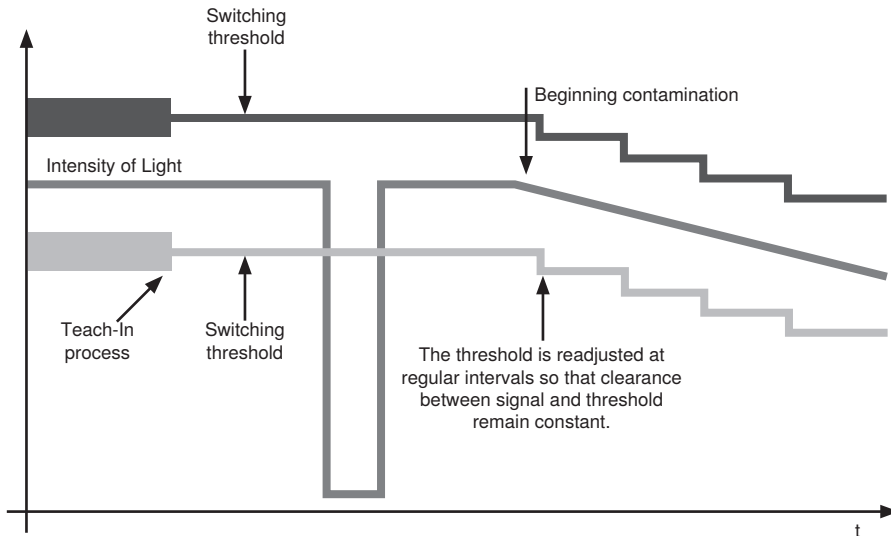 Switching
threshold
Beginning contamination
Intensity of Light
Teach-In
process
Switching
threshold
The threshold is readjusted at
regular intervals so that clearance
between signal and threshold
remain constant.
t